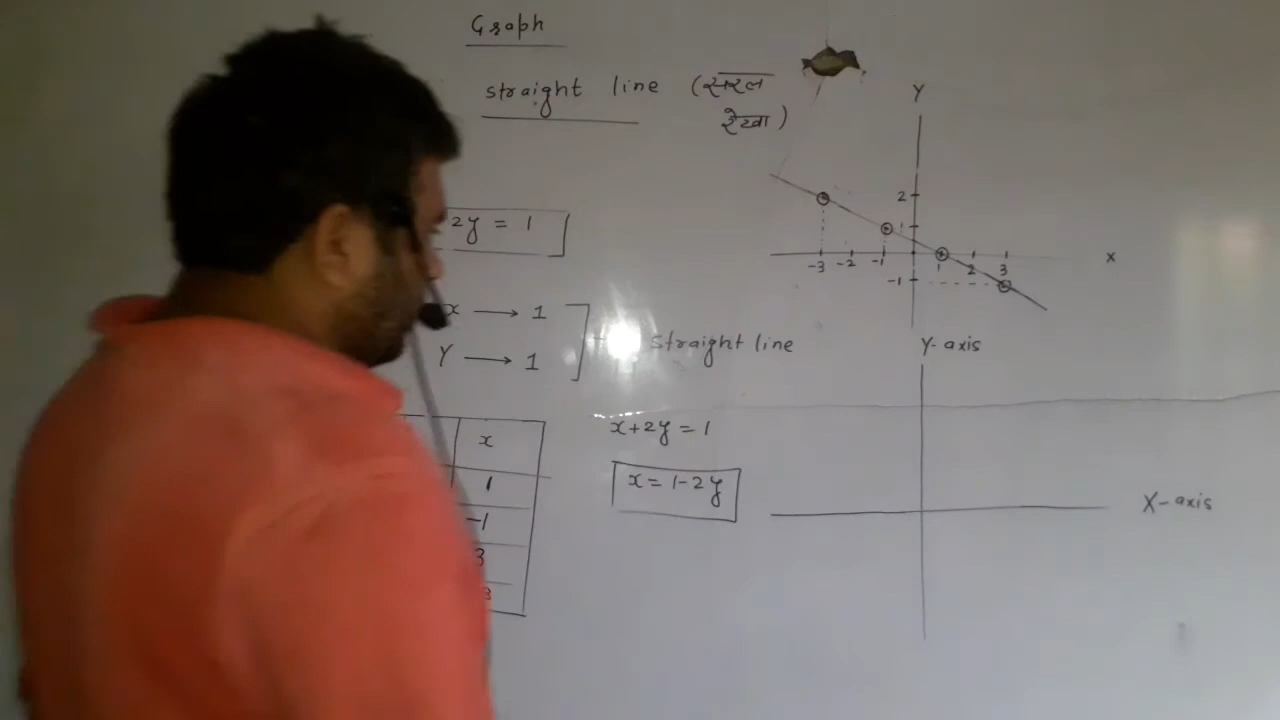 Graph
straight line (सरल
रेखा)
2y = 1
x → 1
Y → 1
straight line
x
1
-1
3
x+2y = 1
x = 1-2y
Y
2
1
-3 -2 -1 1 2 3 x
-1
Y-axis
X-axis